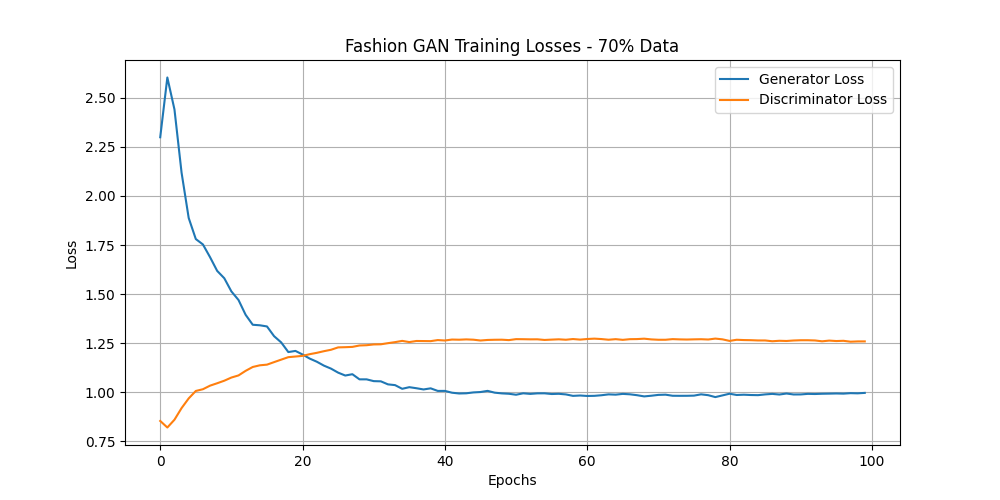 Fashion GAN Training Losses - 70% Data
Generator Loss
Discriminator Loss
2.50
2.25
2.00
1.75
1.50
1.25
1.00
0.75
Loss
0 20 40 60 80 100
Epochs